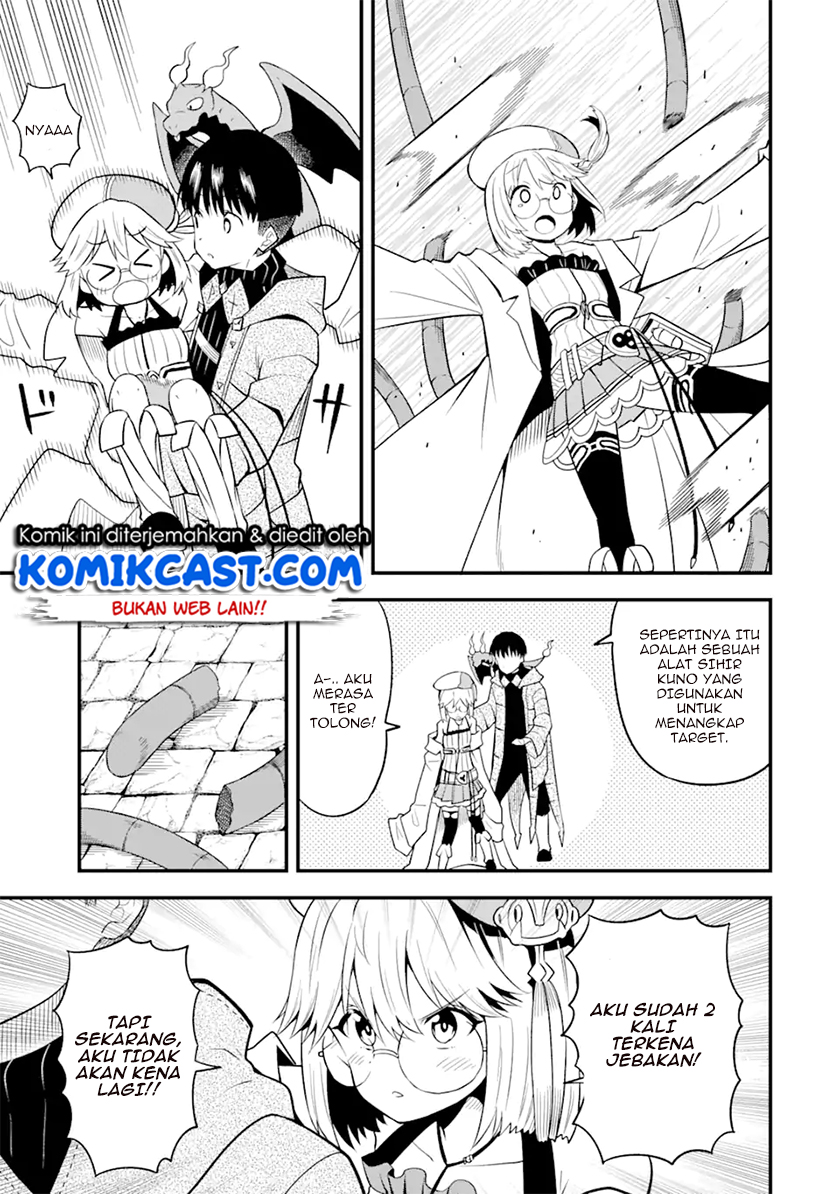 NYAAA
ドサ
Komik ini diterjemahkan & diedit oleh
KOMIKCAST.COM
BUKAN WEB LAIN!!
SEPERTINYA ITU
ADALAH SEBUAH
ALAT SIHIR
KUNO YANG
DIGUNAKAN
UNTUK
MENANGKAP
TARGET.
A-.. AKU
MERASA
TER
TOLONG!
AKU SUDAH 2
KALI
TERKENA
JEBAKAN!
TAPI
SEKARANG,
AKU TIDAK
AKAN KENA
LAGI!!